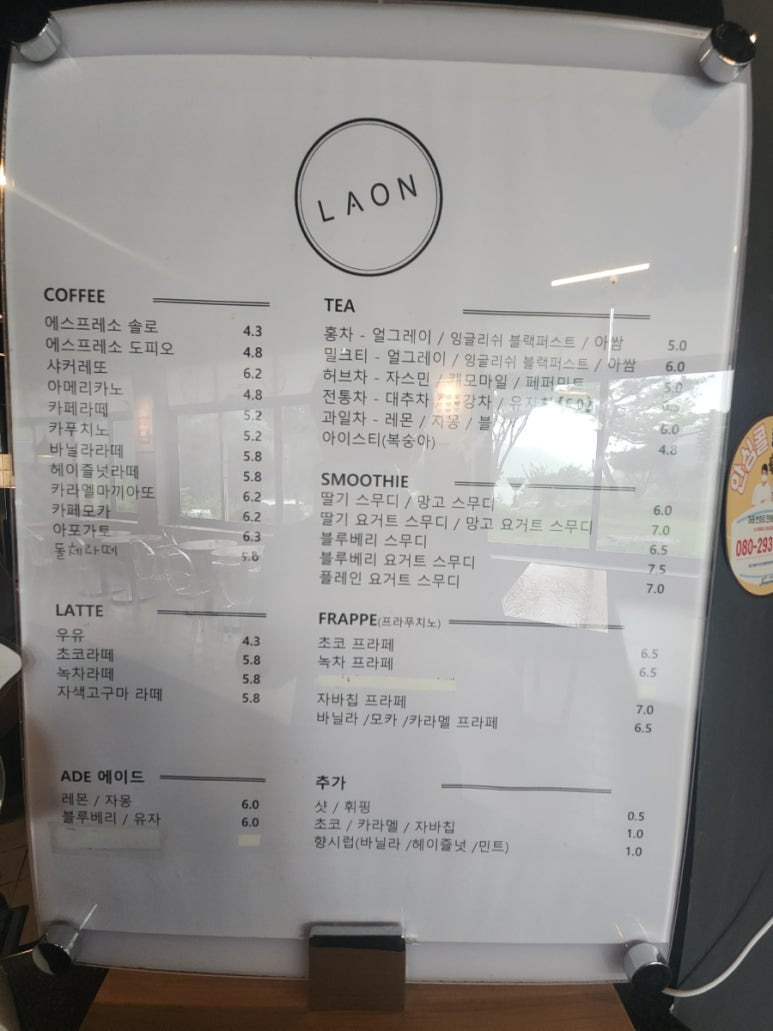 LAON
COFFEE
에스프레소 솔로 4.3
에스프레소 도피오 4.8
샤커레또 6.2
아메리카노 4.8
카페라떼 5.2
카푸치노 5.2
바닐라라떼 5.8
헤이즐넛라떼 5.8
카라멜마끼아또 6.2
카페모카 6.2
아포가토 6.3
돌체라떼 5.8
LATTE
우유 4.3
초코라떼 5.8
녹차라떼 5.8
자색고구마 라떼 5.8
ADE 에이드
레몬 / 자몽 6.0
블루베리 / 유자 6.0
TEA
홍차 - 얼그레이 / 잉글리쉬 블랙퍼스트 / 아쌈 5.0
밀크티 - 얼그레이 / 잉글리쉬 블랙퍼스트 / 아쌈 6.0
허브차 - 자스민 / 캐모마일 / 페퍼민트 5.0
전통차 - 대추차 /
과일차 - 레몬 / 자몽 / 6.0
아이스티(복숭아) 4.8
SMOOTHIE
딸기 스무디 / 망고 스무디 6.0
딸기 요거트 스무디 / 망고 요거트 스무디 7.0
블루베리 스무디 6.5
블루베리 요거트 스무디 7.5
플레인 요거트 스무디 7.0
FRAPPE(프라푸치노)
초코 프라페 6.5
녹차 프라페 6.5
자바칩 프라페 7.0
바닐라 /모카 /카라멜 프라페 6.5
추가
샷 / 휘핑 0.5
초코 / 카라멜 / 자바칩 1.0
향시럽(바닐라 /헤이즐넛 /민트) 1.0
안심콜
080-293